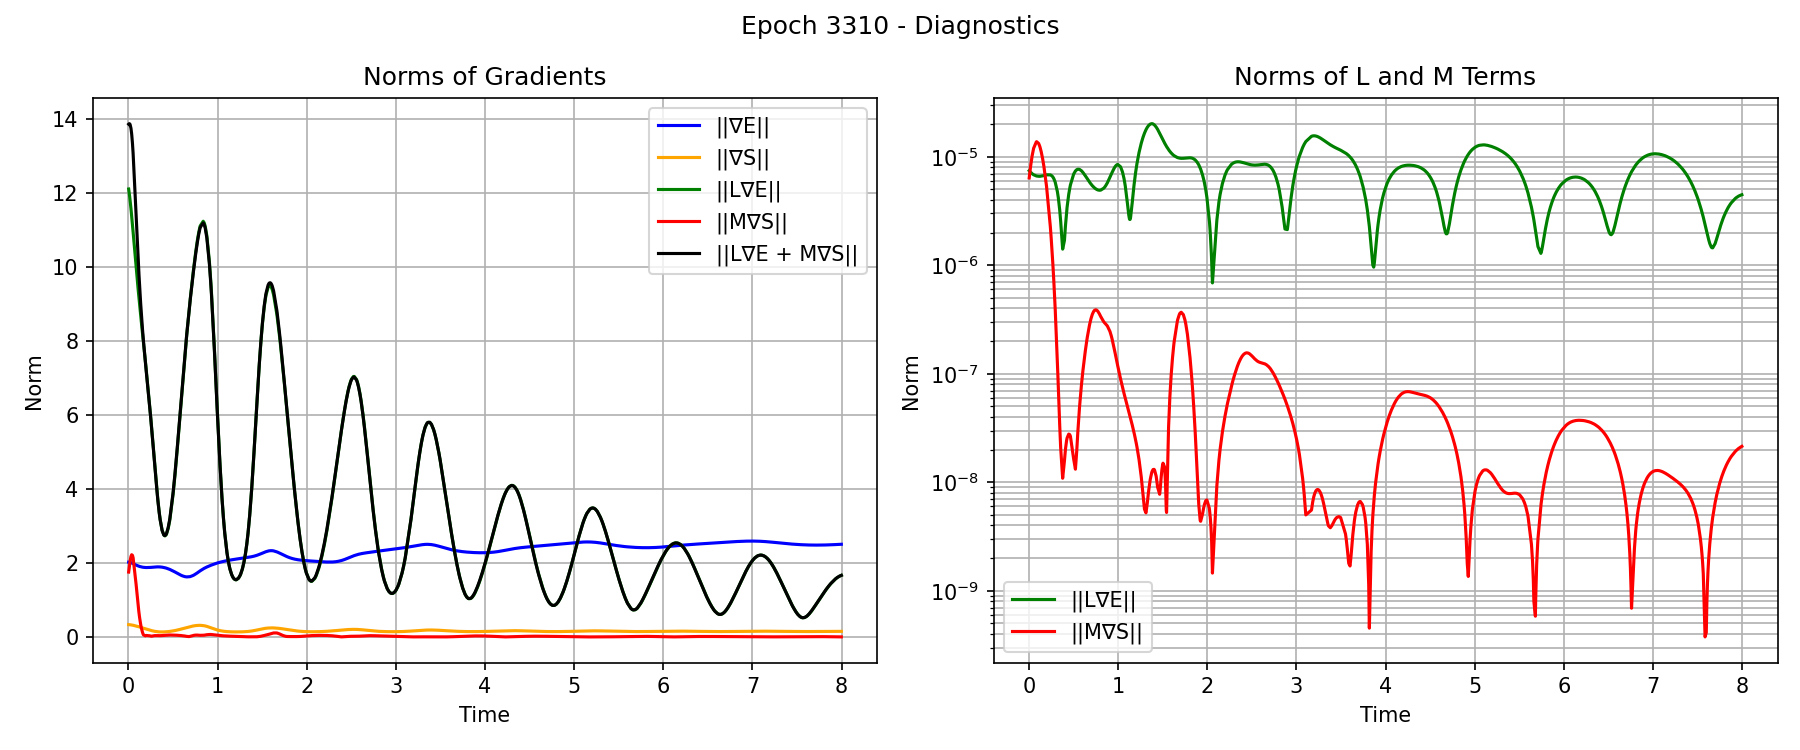 Epoch 3310 - Diagnostics
Norms of Gradients
14
12
10
8
6
4
2
0
Norm
0 1 2 3 4 5 6 7 8
Time
||∇E||
||∇S||
||L∇E||
||M∇S||
||L∇E + M∇S||
Norms of L and M Terms
10⁻⁵
10⁻⁶
10⁻⁷
10⁻⁸
10⁻⁹
Norm
0 1 2 3 4 5 6 7 8
Time
||L∇E||
||M∇S||